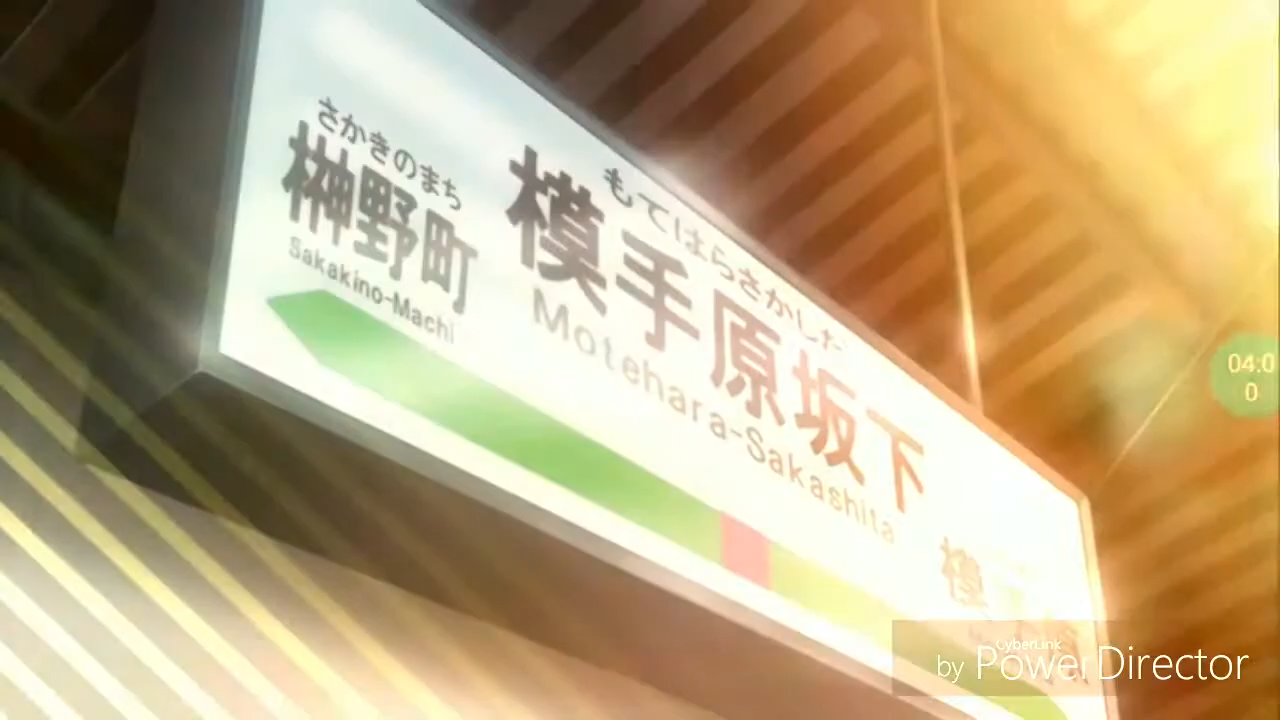 さかきのまち
榊野町
Sakakino-Machi
もてはらさかした
模手原坂下
Motehara-Sakashita
模
04:0
0
CyberLink
by PowerDirector